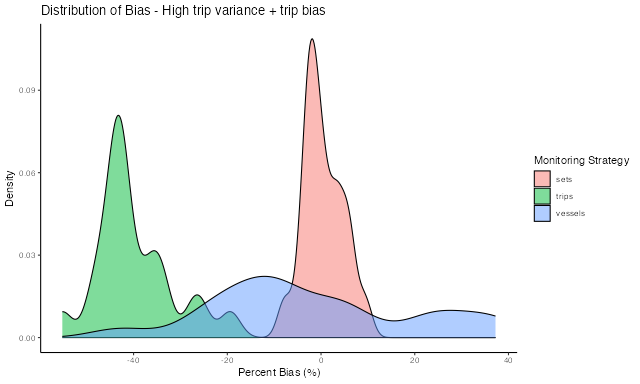 Distribution of Bias - High trip variance + trip bias
Density
0.09
0.06
0.03
0.00
-40
-20
0
20
40
Percent Bias (%)
Monitoring Strategy
sets
trips
vessels